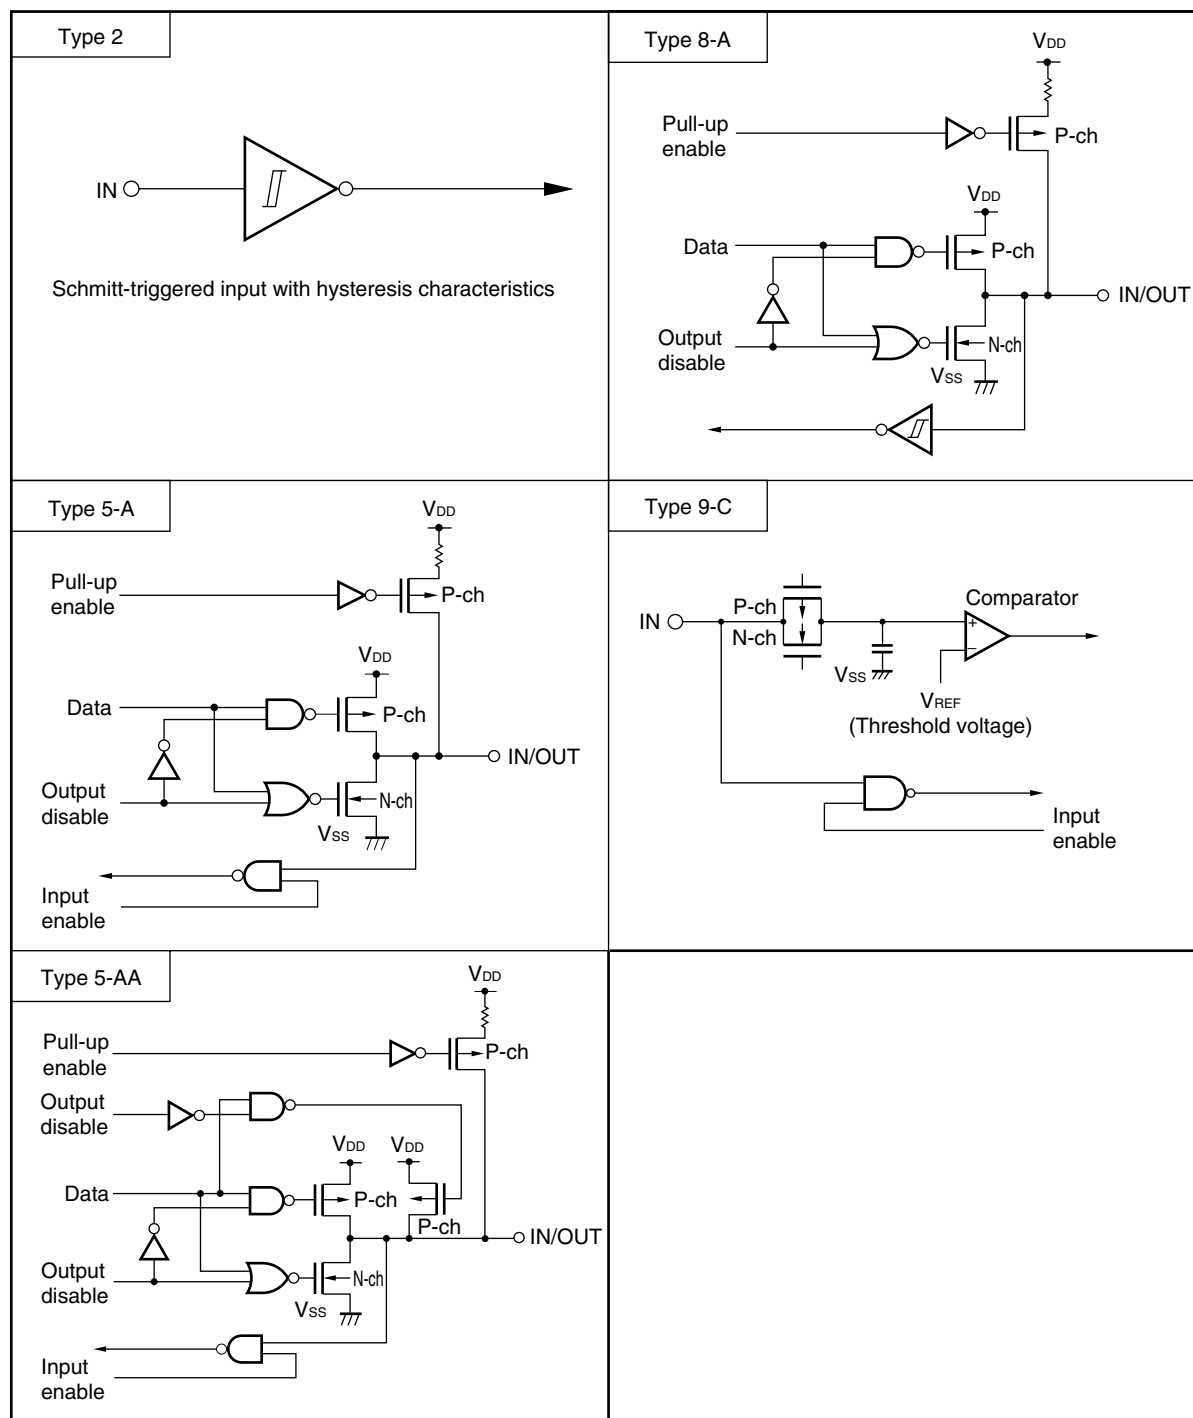 Type 2
IN
Schmitt-triggered input with hysteresis characteristics
Type 8-A
VDD
Pull-up
enable
P-ch
VDD
Data
P-ch
IN/OUT
Output
disable
N-ch
VSS
Type 5-A
VDD
Pull-up
enable
P-ch
VDD
Data
P-ch
IN/OUT
Output
disable
N-ch
VSS
Input
enable
Type 9-C
P-ch
Comparator
IN
N-ch
+
−
VSS
VREF
(Threshold voltage)
Input
enable
Type 5-AA
VDD
Pull-up
enable
P-ch
Output
disable
VDD
VDD
Data
P-ch
P-ch
IN/OUT
Output
disable
N-ch
VSS
Input
enable